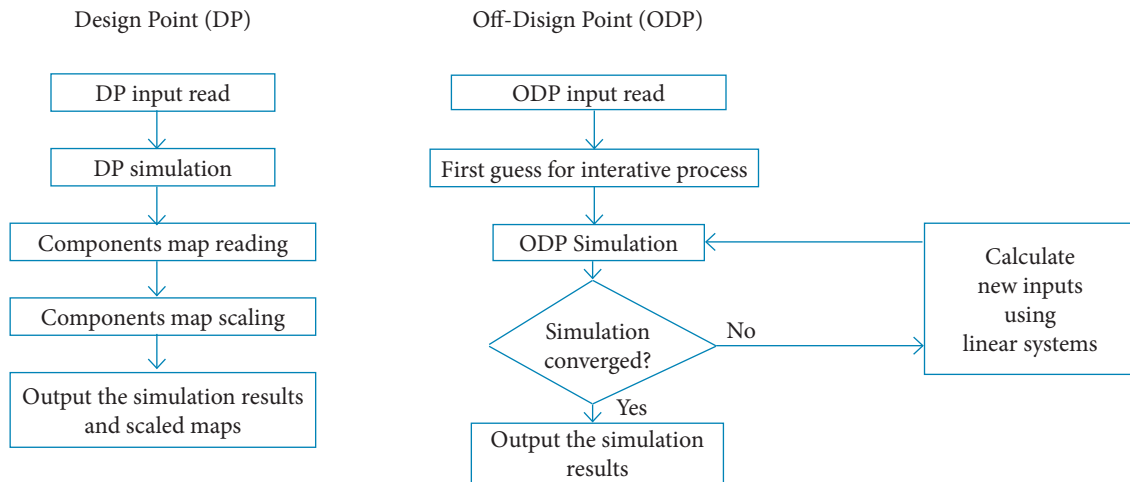 Design Point (DP)
DP input read
DP simulation
Components map reading
Components map scaling
Output the simulation results
and scaled maps
Off-Disign Point (ODP)
ODP input read
First guess for interative process
ODP Simulation
Simulation
converged?
No
Yes
Output the simulation
results
Calculate
new inputs
using
linear systems